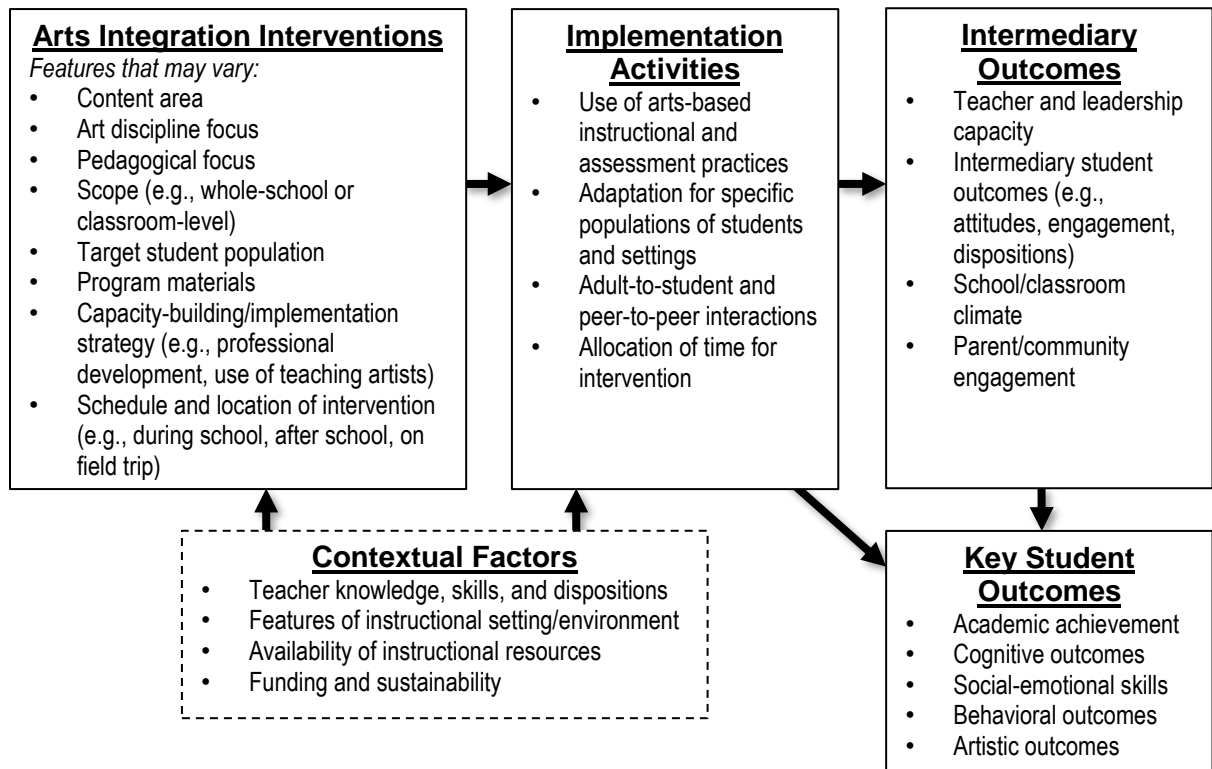 Arts Integration Interventions
Features that may vary:
• Content area
• Art discipline focus
• Pedagogical focus
• Scope (e.g., whole-school or
classroom-level)
• Target student population
• Program materials
• Capacity-building/implementation
strategy (e.g., professional
development, use of teaching artists)
• Schedule and location of intervention
(e.g., during school, after school, on
field trip)
Implementation
Activities
• Use of arts-based
instructional and
assessment practices
• Adaptation for specific
populations of students
and settings
• Adult-to-student and
peer-to-peer interactions
• Allocation of time for
intervention
Intermediary
Outcomes
• Teacher and leadership
capacity
• Intermediary student
outcomes (e.g.,
attitudes, engagement,
dispositions)
• School/classroom
climate
• Parent/community
engagement
Contextual Factors
• Teacher knowledge, skills, and dispositions
• Features of instructional setting/environment
• Availability of instructional resources
• Funding and sustainability
Key Student
Outcomes
• Academic achievement
• Cognitive outcomes
• Social-emotional skills
• Behavioral outcomes
• Artistic outcomes